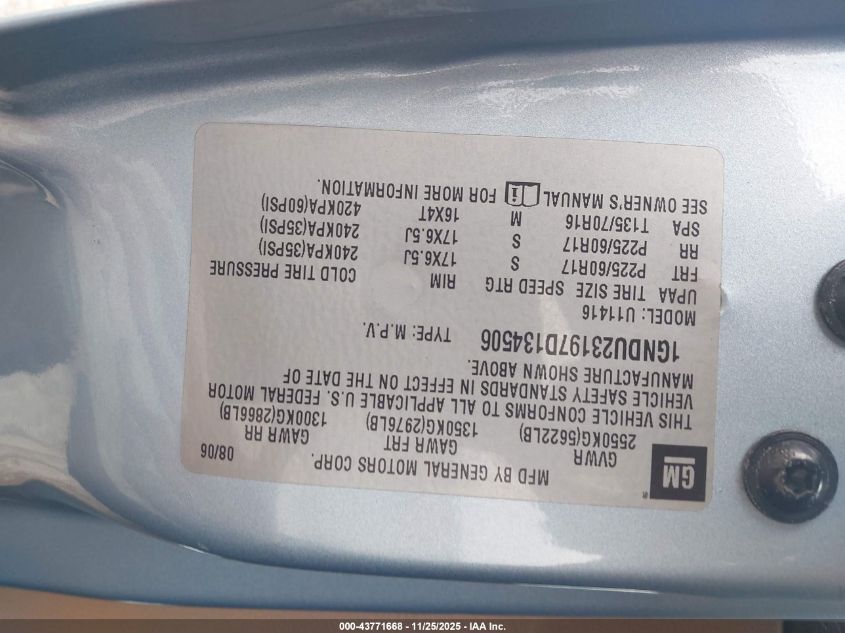 GM
®
MFD BY GENERAL MOTORS CORP.
08/06
GVWR GAWR FRT GAWR RR
2550KG(5622LB) 1350KG(2976LB) 1300KG(2866LB)
THIS VEHICLE CONFORMS TO ALL APPLICABLE U.S. FEDERAL MOTOR
VEHICLE SAFETY STANDARDS IN EFFECT ON THE DATE OF
MANUFACTURE SHOWN ABOVE.
1GNDU23197D134506 TYPE: M.P.V.
MODEL: U11416
UPAA TIRE SIZE SPEED RTG RIM COLD TIRE PRESSURE
FRT P225/60R17 S 17X6.5J 240KPA(35PSI)
RR P225/60R17 S 17X6.5J 240KPA(35PSI)
SPA T135/70R16 M 16X4T 420KPA(60PSI)
SEE OWNER'S MANUAL i FOR MORE INFORMATION.
000-43771668 - 11/25/2025 - IAA Inc.